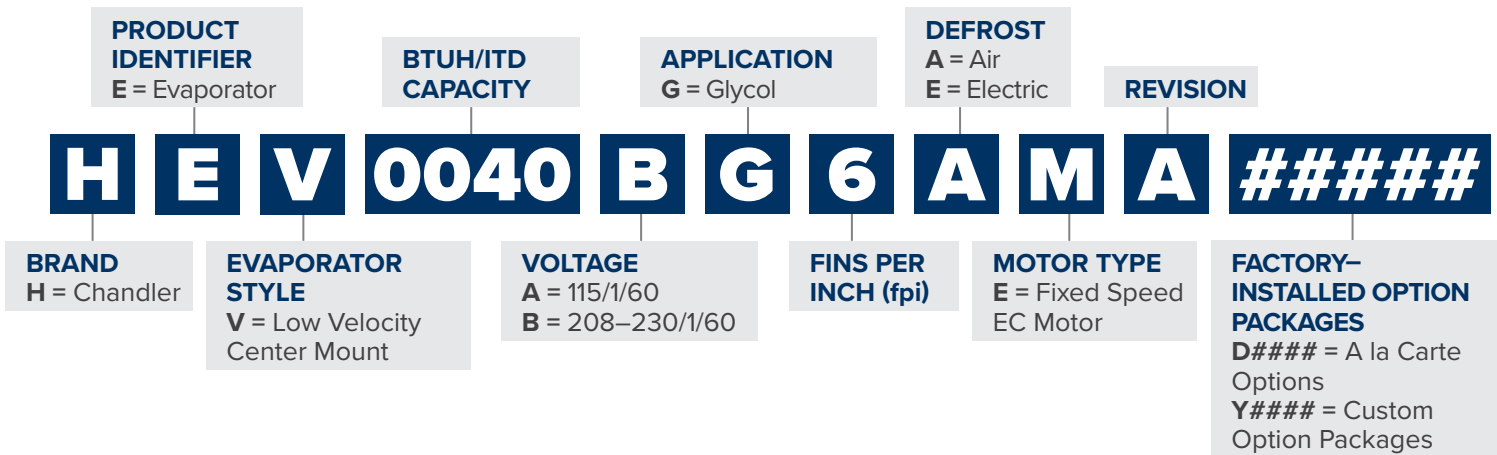 PRODUCT
IDENTIFIER
E = Evaporator
BTUH/ITD
CAPACITY
APPLICATION
G = Glycol
DEFROST
A = Air
E = Electric
REVISION
H E V 0040 B G 6 A M A #####
BRAND
H = Chandler
EVAPORATOR
STYLE
V = Low Velocity
Center Mount
VOLTAGE
A = 115/1/60
B = 208–230/1/60
FINS PER
INCH (fpi)
MOTOR TYPE
E = Fixed Speed
EC Motor
FACTORY–
INSTALLED OPTION
PACKAGES
D#### = A la Carte
Options
Y#### = Custom
Option Packages